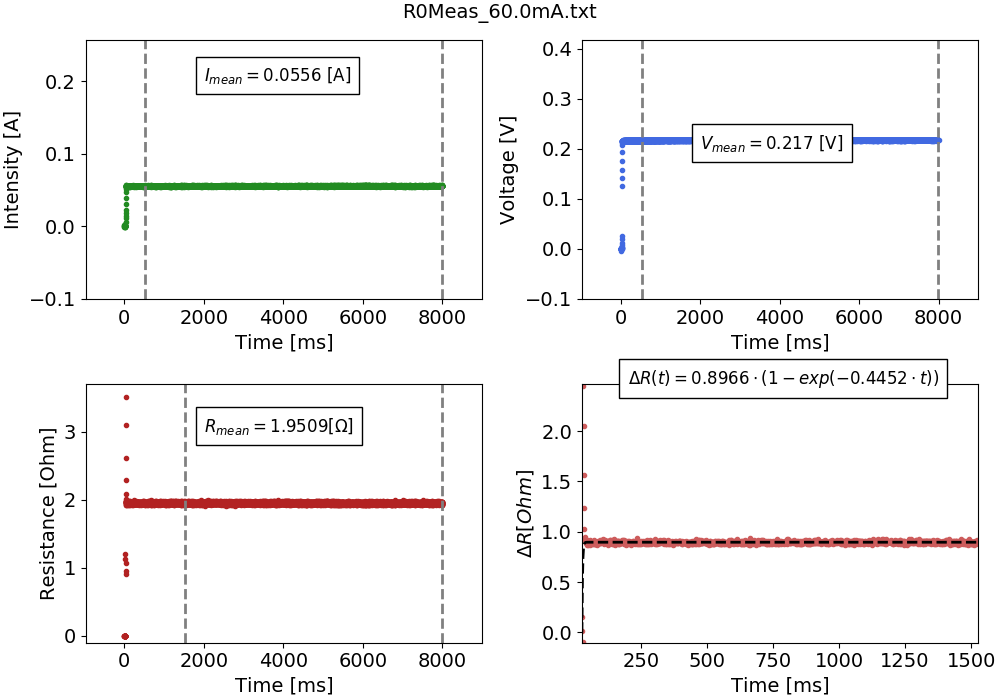 R0Meas_60.0mA.txt
Intensity [A]
0.2
0.1
0.0
−0.1
I_mean = 0.0556 [A]
0 2000 4000 6000 8000
Time [ms]
Voltage [V]
0.4
0.3
0.2
0.1
0.0
−0.1
V_mean = 0.217 [V]
0 2000 4000 6000 8000
Time [ms]
Resistance [Ohm]
3
2
1
0
R_mean = 1.9509[Ω]
0 2000 4000 6000 8000
Time [ms]
ΔR(t) = 0.8966 · (1 − exp(−0.4452 · t))
ΔR[Ohm]
2.0
1.5
1.0
0.5
0.0
250 500 750 1000 1250 1500
Time [ms]